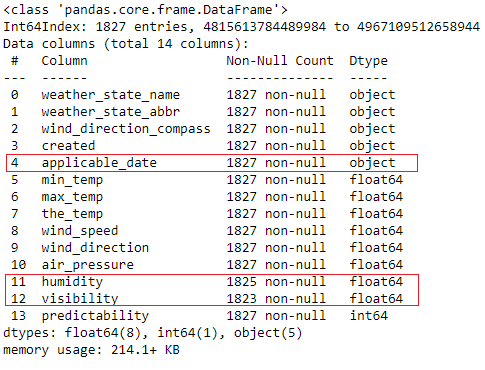 <class 'pandas.core.frame.DataFrame'>
Int64Index: 1827 entries, 4815613784489984 to 4967109512658944
Data columns (total 14 columns):
 #   Column                  Non-Null Count  Dtype
---  ------                  --------------  -----
 0   weather_state_name      1827 non-null   object
 1   weather_state_abbr      1827 non-null   object
 2   wind_direction_compass  1827 non-null   object
 3   created                 1827 non-null   object
 4   applicable_date         1827 non-null   object
 5   min_temp                1827 non-null   float64
 6   max_temp                1827 non-null   float64
 7   the_temp                1827 non-null   float64
 8   wind_speed              1827 non-null   float64
 9   wind_direction          1827 non-null   float64
 10  air_pressure            1827 non-null   float64
 11  humidity                1825 non-null   float64
 12  visibility              1823 non-null   float64
 13  predictability          1827 non-null   int64
dtypes: float64(8), int64(1), object(5)
memory usage: 214.1+ KB